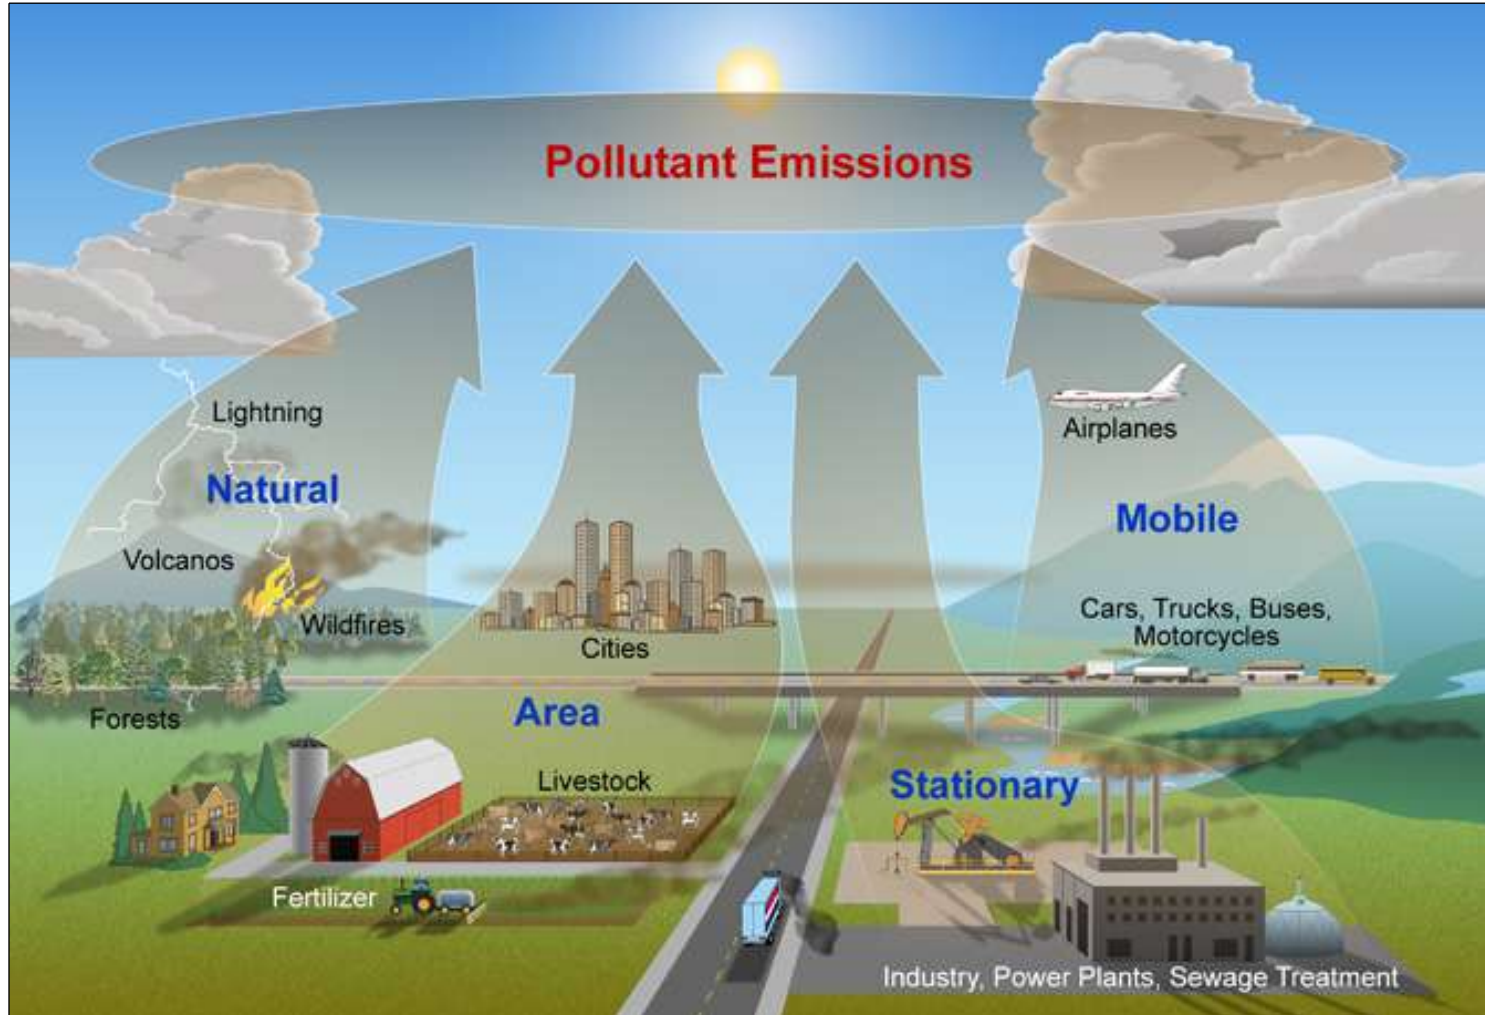 Pollutant Emissions
Lightning
Natural
Volcanos
Wildfires
Forests
Cities
Area
Livestock
Fertilizer
Airplanes
Mobile
Cars, Trucks, Buses,
Motorcycles
Stationary
Industry, Power Plants, Sewage Treatment